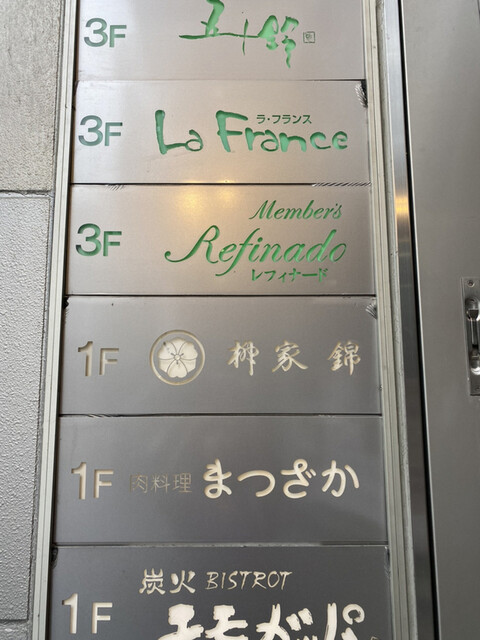 3F 五十鈴
3F ラ・フランス
La France
Member's
3F Refinado
レフィナード
1F 栁家 錦
1F 肉料理 まつざか
炭火 BISTROT
1F